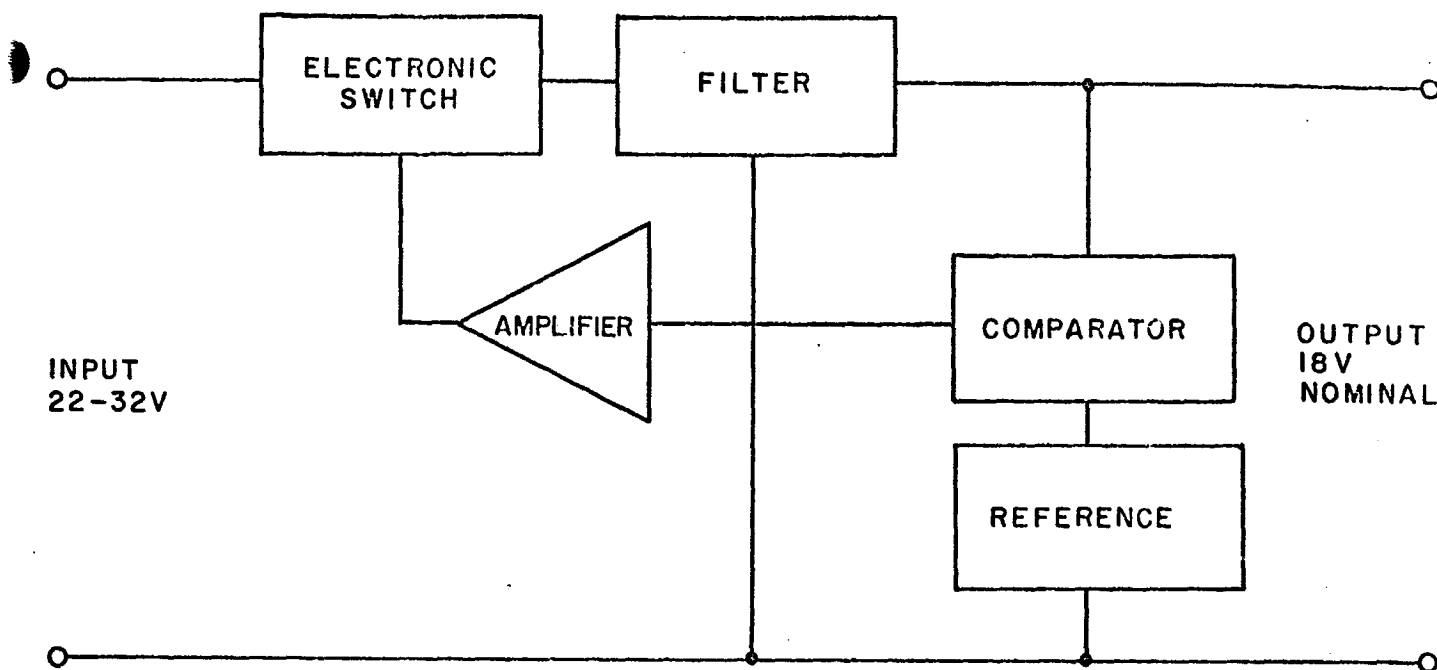 ELECTRONIC
SWITCH
FILTER
AMPLIFIER
COMPARATOR
REFERENCE
INPUT
22-32V
OUTPUT
18V
NOMINAL